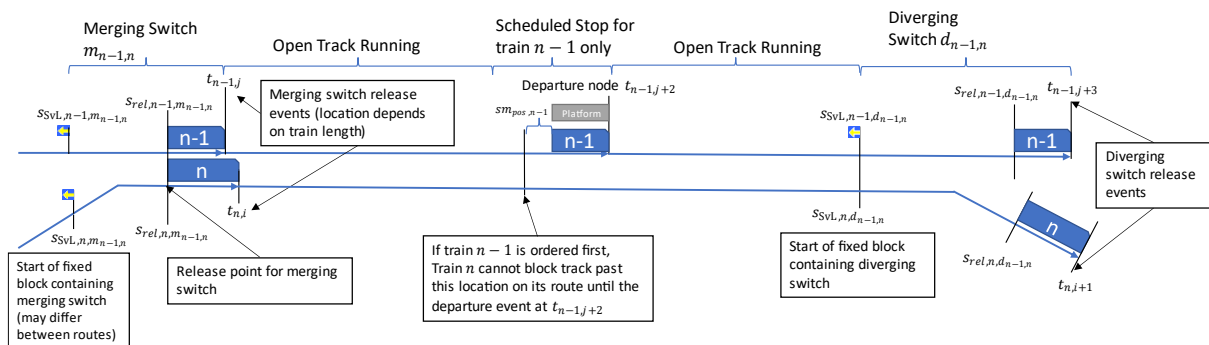 Merging Switch
m_{n−1,n}
Open Track Running
Scheduled Stop for
train n − 1 only
Open Track Running
Diverging
Switch d_{n−1,n}
t_{n−1,j}
Departure node
t_{n−1,j+2}
t_{n−1,j+3}
s_{SvL,n−1,m_{n−1,n}}
s_{rel,n−1,m_{n−1,n}}
Merging switch release
events (location depends
on train length)
sm_{pos,n−1}
Platform
s_{SvL,n−1,d_{n−1,n}}
s_{rel,n−1,d_{n−1,n}}
n-1
n-1
n-1
n
Diverging
switch release
events
t_{n,i}
s_{SvL,n,m_{n−1,n}}
s_{rel,n,m_{n−1,n}}
s_{SvL,n,d_{n−1,n}}
n
s_{rel,n,d_{n−1,n}}
t_{n,i+1}
Start of fixed
block containing
merging switch
(may differ
between routes)
Release point for merging
switch
If train n − 1 is ordered first,
Train n cannot block track past
this location on its route until the
departure event at t_{n−1,j+2}
Start of fixed block
containing diverging
switch